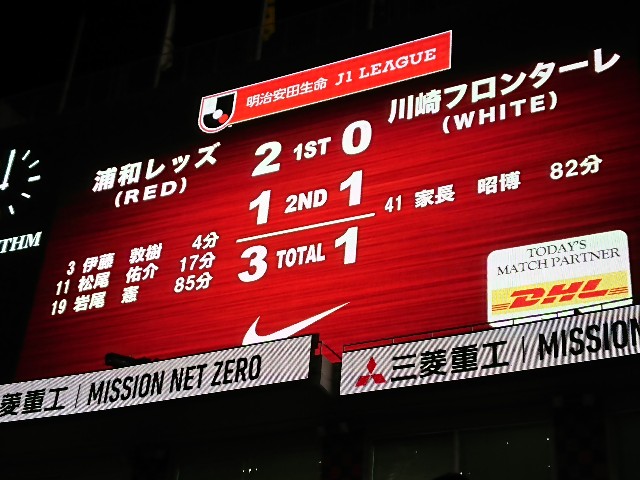 明治安田生命 J1 LEAGUE
浦和レッズ 2 1ST 0 川崎フロンターレ
(RED) (WHITE)
1 2ND 1
3 伊藤 敦樹 4分
11 松尾 佑介 17分
19 岩尾 憲 85分
41 家長 昭博 82分
3 TOTAL 1
THM
TODAY'S
MATCH PARTNER
DHL
菱重工 | MISSION NET ZERO
三菱重工 | MISSION